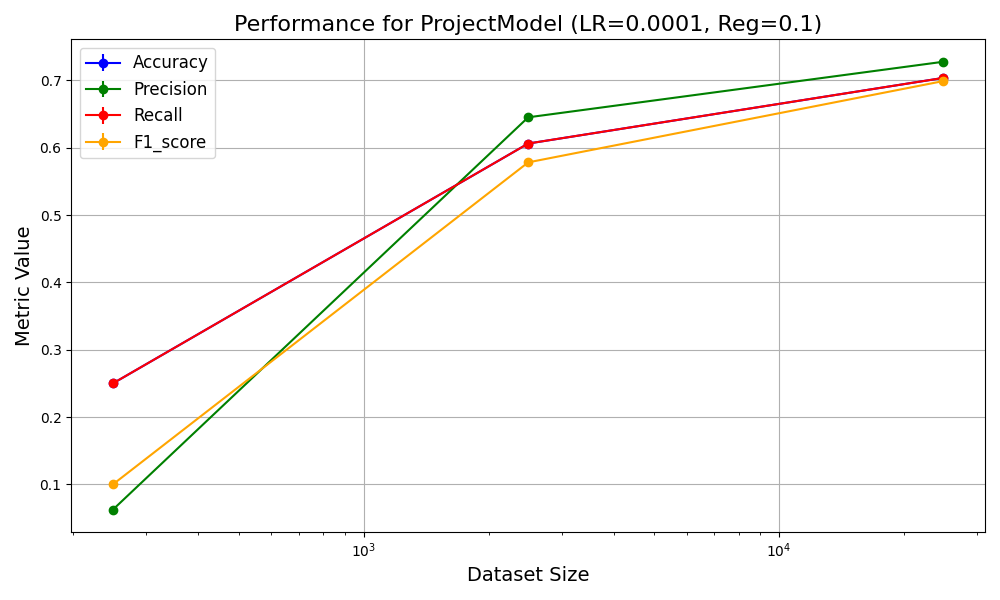 Performance for ProjectModel (LR=0.0001, Reg=0.1)
Accuracy
Precision
Recall
F1_score
Metric Value
0.7
0.6
0.5
0.4
0.3
0.2
0.1
10³
10⁴
Dataset Size